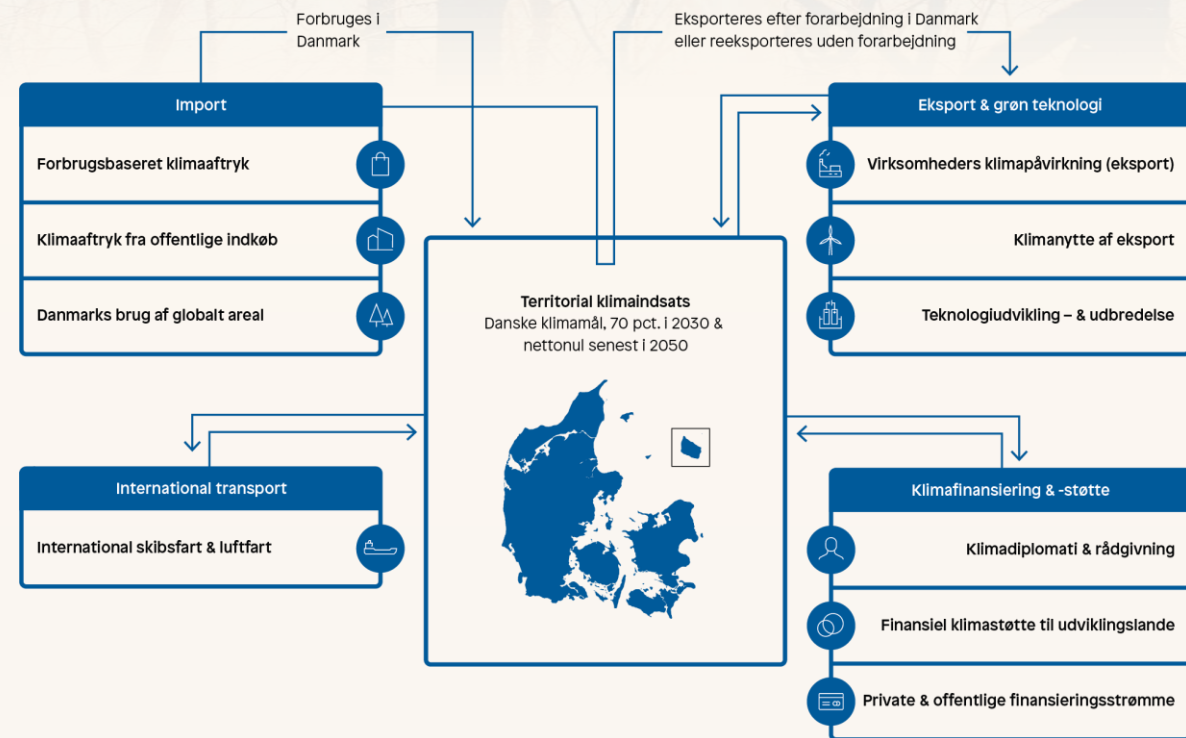 Forbruges i
Danmark
Eksporteres efter forarbejdning i Danmark
eller reeksporteres uden forarbejdning
Import
Forbrugsbaseret klimaaftryk
Klimaaftryk fra offentlige indkøb
Danmarks brug af globalt areal
Eksport & grøn teknologi
Virksomheders klimapåvirkning (eksport)
Klimanytte af eksport
Teknologiudvikling – & udbredelse
Territorial klimaindsats
Danske klimamål, 70 pct. i 2030 &
nettonul senest i 2050
International transport
International skibsfart & luftfart
Klimafinansiering & -støtte
Klimadiplomati & rådgivning
Finansiel klimastøtte til udviklingslande
Private & offentlige finansieringsstrømme